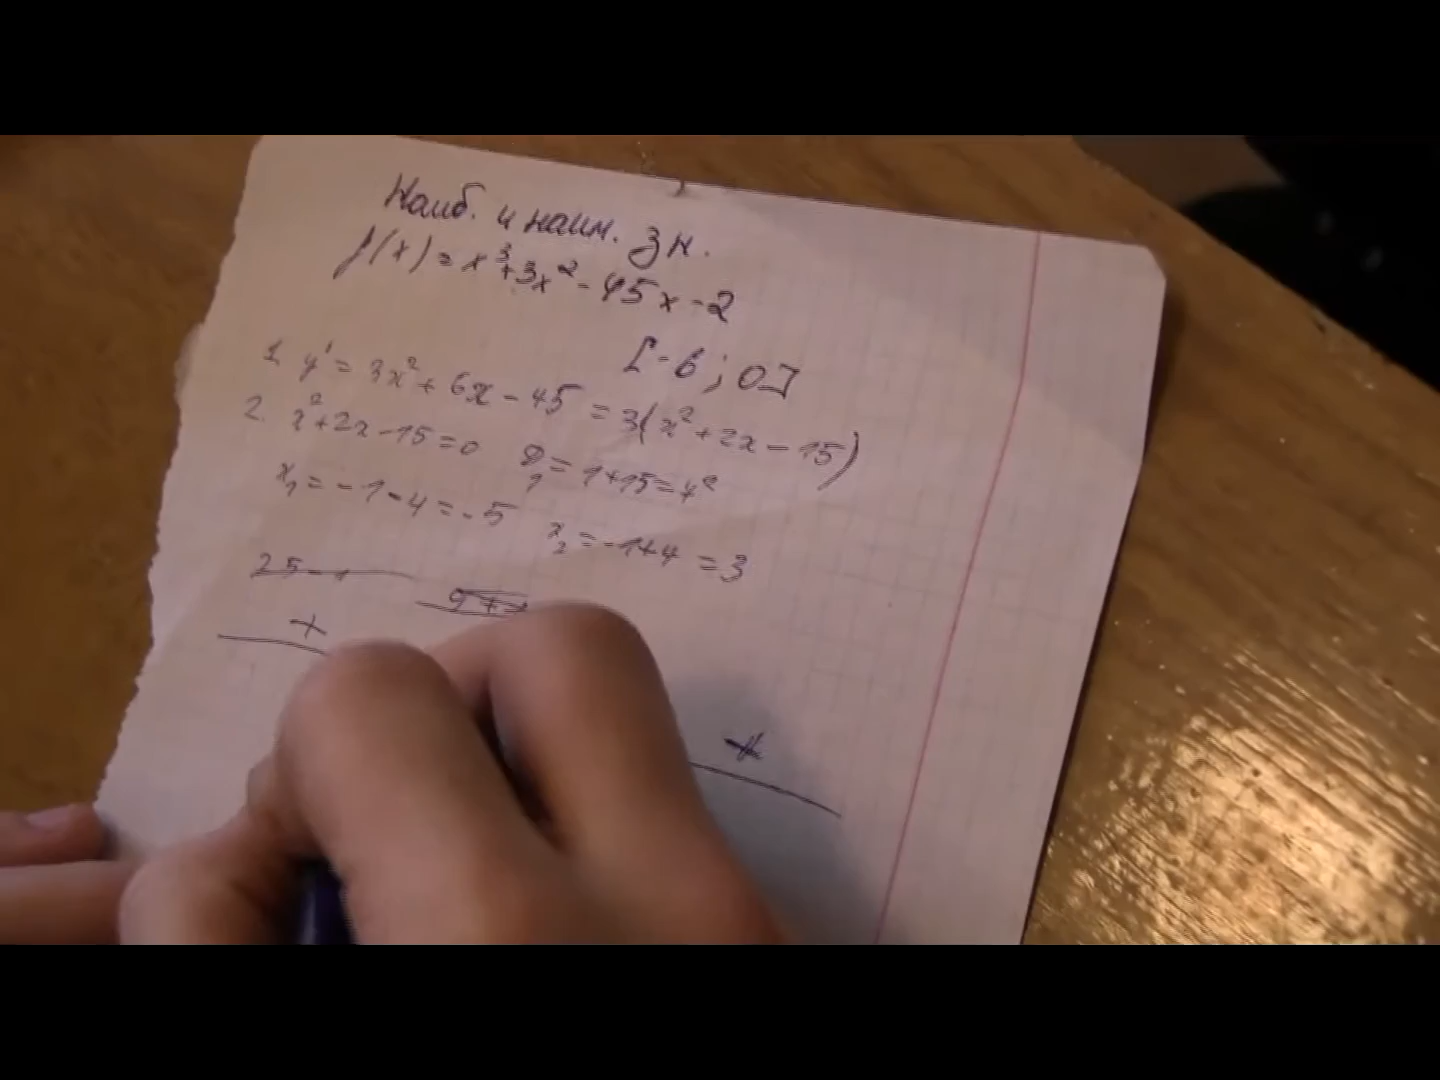 Наиб. и наим. зн.
f(x) = x³+3x² - 45x - 2
[-6 ; 0]
1. y' = 3x² + 6x - 45 = 3(x² + 2x - 15)
2. x²+2x-15=0 D₁ = 1+15=4²
x₁ = -1-4=-5 x₂ = -1+4 = 3
+ +